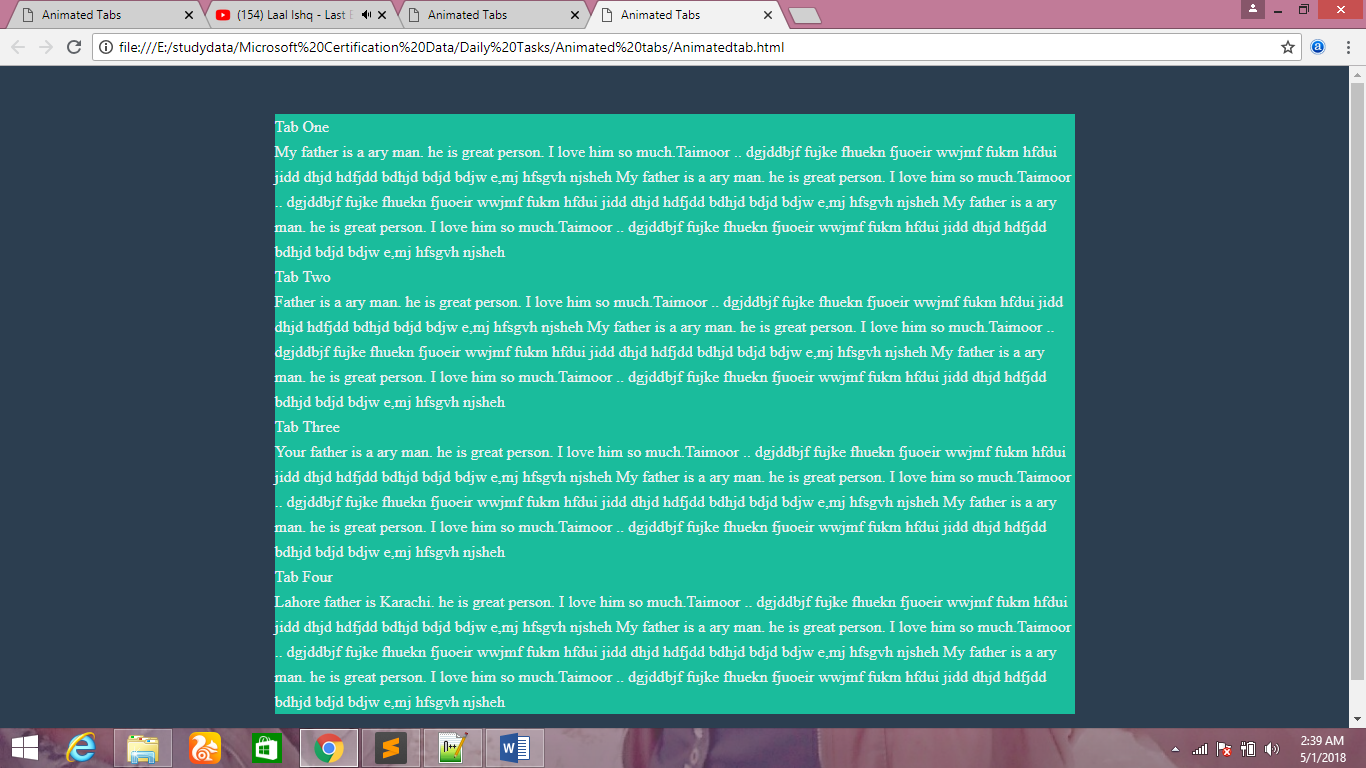 Animated Tabs
(154) Laal Ishq - Last
Animated Tabs
Animated Tabs
file:///E:/studydata/Microsoft%20Certification%20Data/Daily%20Tasks/Animated%20tabs/Animatedtab.html
Tab One
My father is a ary man. he is great person. I love him so much.Taimoor .. dgjddbjf fujke fhuekn fjuoeir wwjmf fukm hfdui
jidd dhjd hdfjdd bdhjd bdjd bdjw e,mj hfsgvh njsheh My father is a ary man. he is great person. I love him so much.Taimoor
.. dgjddbjf fujke fhuekn fjuoeir wwjmf fukm hfdui jidd dhjd hdfjdd bdhjd bdjd bdjw e,mj hfsgvh njsheh My father is a ary
man. he is great person. I love him so much.Taimoor .. dgjddbjf fujke fhuekn fjuoeir wwjmf fukm hfdui jidd dhjd hdfjdd
bdhjd bdjd bdjw e,mj hfsgvh njsheh
Tab Two
Father is a ary man. he is great person. I love him so much.Taimoor .. dgjddbjf fujke fhuekn fjuoeir wwjmf fukm hfdui jidd
dhjd hdfjdd bdhjd bdjd bdjw e,mj hfsgvh njsheh My father is a ary man. he is great person. I love him so much.Taimoor ..
dgjddbjf fujke fhuekn fjuoeir wwjmf fukm hfdui jidd dhjd hdfjdd bdhjd bdjd bdjw e,mj hfsgvh njsheh My father is a ary
man. he is great person. I love him so much.Taimoor .. dgjddbjf fujke fhuekn fjuoeir wwjmf fukm hfdui jidd dhjd hdfjdd
bdhjd bdjd bdjw e,mj hfsgvh njsheh
Tab Three
Your father is a ary man. he is great person. I love him so much.Taimoor .. dgjddbjf fujke fhuekn fjuoeir wwjmf fukm hfdui
jidd dhjd hdfjdd bdhjd bdjd bdjw e,mj hfsgvh njsheh My father is a ary man. he is great person. I love him so much.Taimoor
.. dgjddbjf fujke fhuekn fjuoeir wwjmf fukm hfdui jidd dhjd hdfjdd bdhjd bdjd bdjw e,mj hfsgvh njsheh My father is a ary
man. he is great person. I love him so much.Taimoor .. dgjddbjf fujke fhuekn fjuoeir wwjmf fukm hfdui jidd dhjd hdfjdd
bdhjd bdjd bdjw e,mj hfsgvh njsheh
Tab Four
Lahore father is Karachi. he is great person. I love him so much.Taimoor .. dgjddbjf fujke fhuekn fjuoeir wwjmf fukm hfdui
jidd dhjd hdfjdd bdhjd bdjd bdjw e,mj hfsgvh njsheh My father is a ary man. he is great person. I love him so much.Taimoor
.. dgjddbjf fujke fhuekn fjuoeir wwjmf fukm hfdui jidd dhjd hdfjdd bdhjd bdjd bdjw e,mj hfsgvh njsheh My father is a ary
man. he is great person. I love him so much.Taimoor .. dgjddbjf fujke fhuekn fjuoeir wwjmf fukm hfdui jidd dhjd hdfjdd
bdhjd bdjd bdjw e,mj hfsgvh njsheh
2:39 AM
5/1/2018